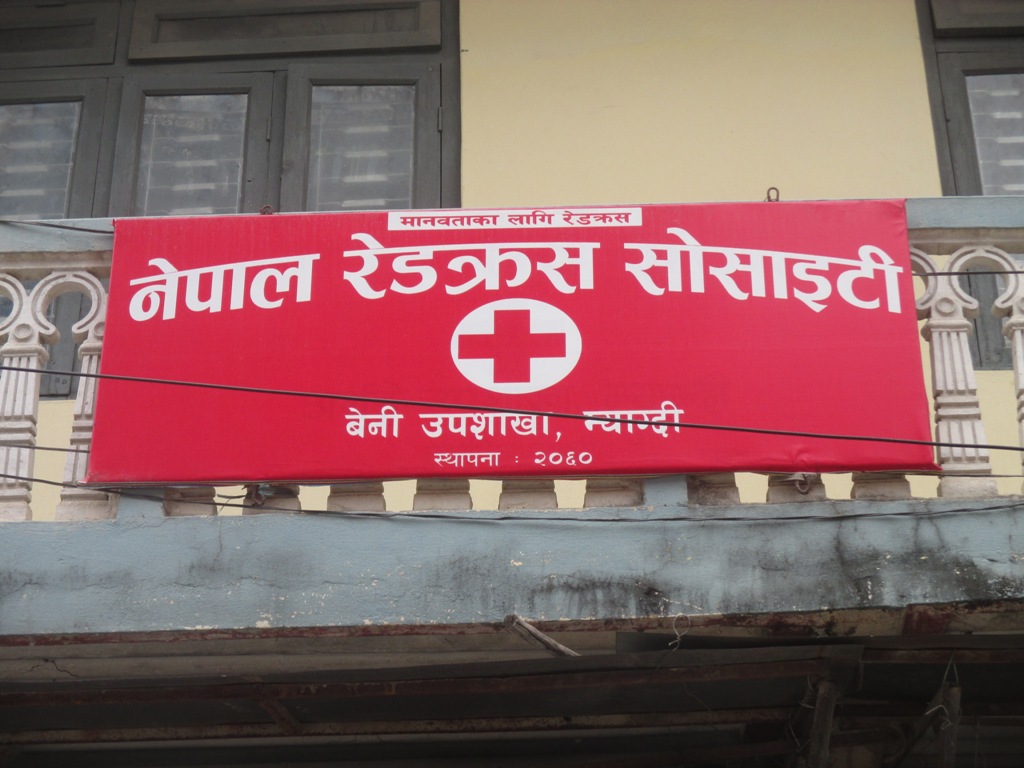 मानवताका लागि रेडक्रस
नेपाल रेडक्रस सोसाइटी
बेनी उपशाखा, म्याग्दी
स्थापना : २०६०